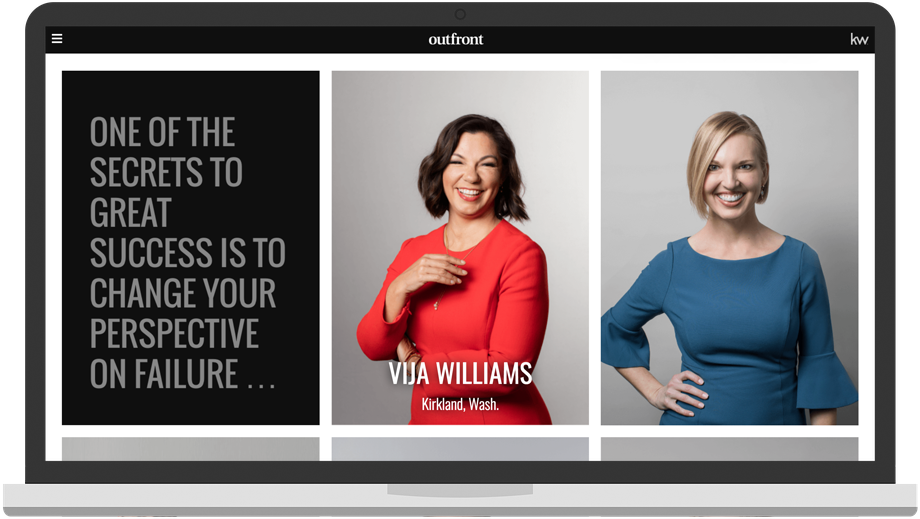 outfront
kw
ONE OF THE
SECRETS TO
GREAT
SUCCESS IS TO
CHANGE YOUR
PERSPECTIVE
ON FAILURE ...
VIJA WILLIAMS
Kirkland, Wash.